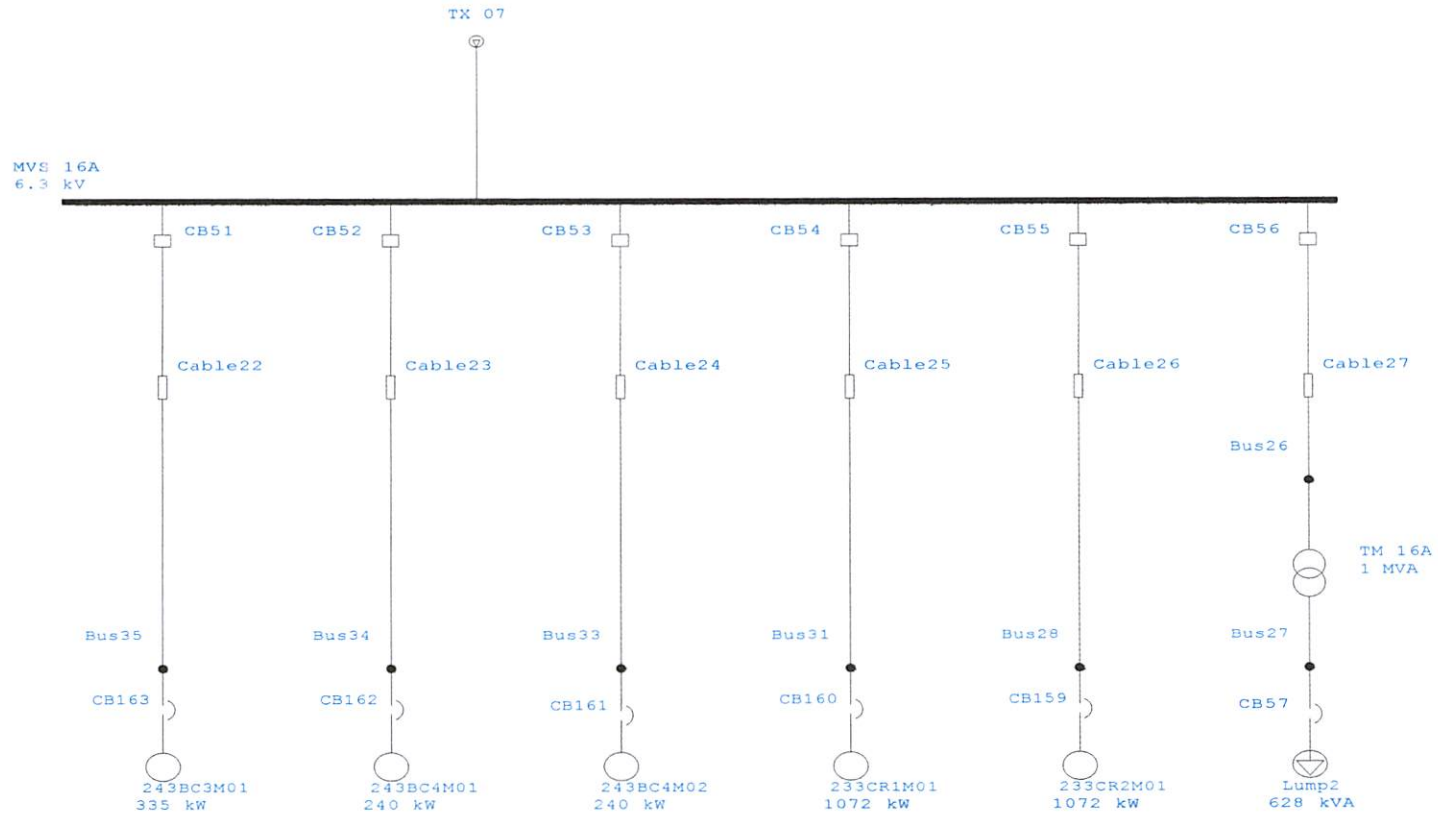 TX 07
MVS 16A
6.3 kV
CB51
CB52
CB53
CB54
CB55
CB56
Cable22
Cable23
Cable24
Cable25
Cable26
Cable27
Bus26
TM 16A
1 MVA
Bus35
Bus34
Bus33
Bus31
Bus28
Bus27
CB163
CB162
CB161
CB160
CB159
CB57
243BC3M01
335 kW
243BC4M01
240 kW
243BC4M02
240 kW
233CR1M01
1072 kW
233CR2M01
1072 kW
Lump2
628 kVA